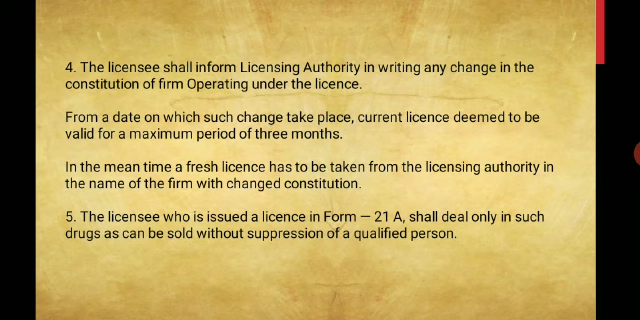 4. The licensee shall inform Licensing Authority in writing any change in the
constitution of firm Operating under the licence.
From a date on which such change take place, current licence deemed to be
valid for a maximum period of three months.
In the mean time a fresh licence has to be taken from the licensing authority in
the name of the firm with changed constitution.
5. The licensee who is issued a licence in Form — 21 A, shall deal only in such
drugs as can be sold without suppression of a qualified person.